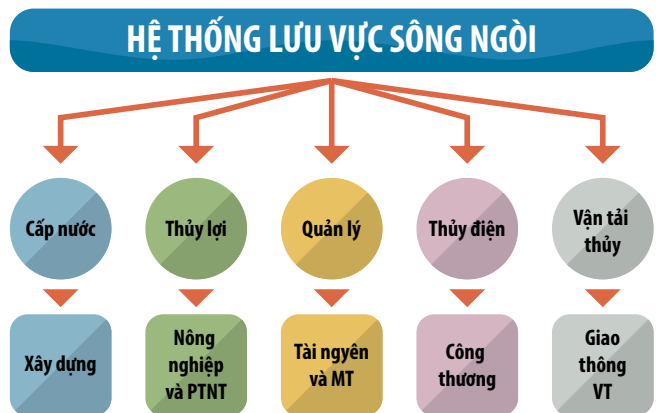 HỆ THỐNG LƯU VỰC SÔNG NGÒI
Cấp nước
Thủy lợi
Quản lý
Thủy điện
Vận tải
thủy
Xây dựng
Nông
nghiệp
và PTNT
Tài ngyên
và MT
Công
thương
Giao
thông
VT